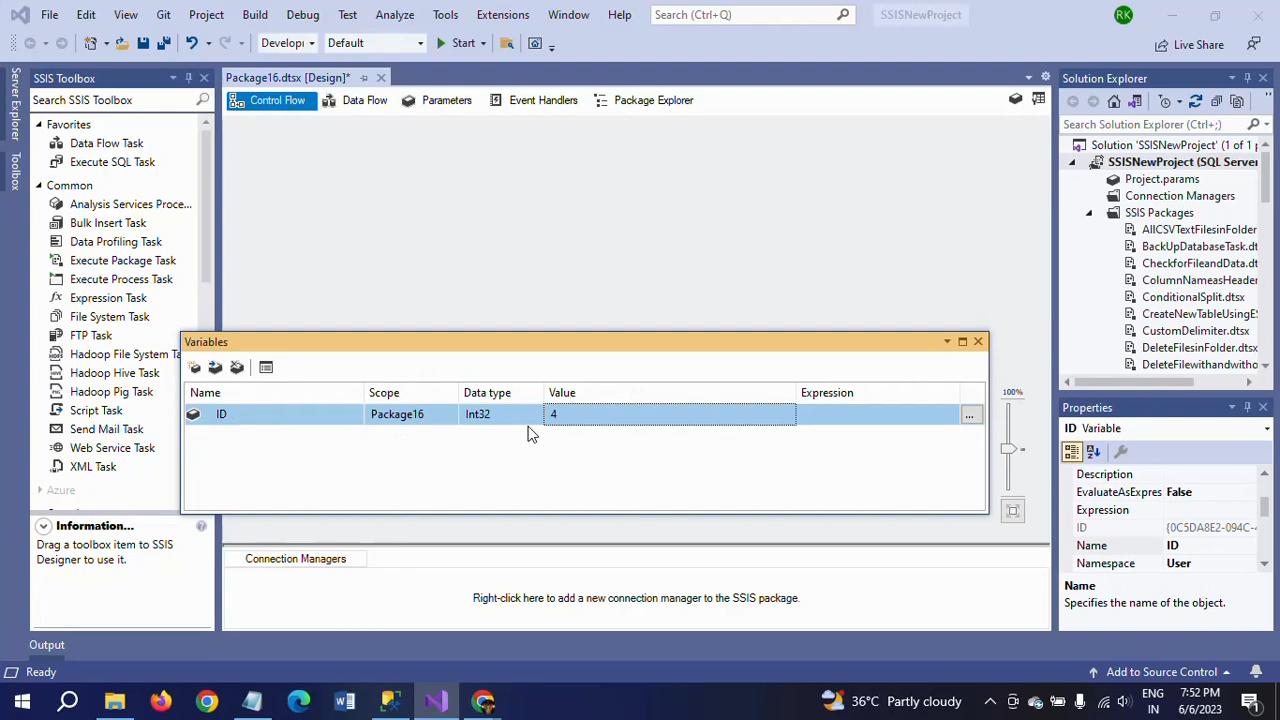 File Edit View Git Project Build Debug Test Analyze Tools Extensions Window Help Search (Ctrl+Q) SSISNewProject RK
Developi Default Start Live Share
Server Explorer
Toolbox
SSIS Toolbox
Search SSIS Toolbox
Favorites
Data Flow Task
Execute SQL Task
Common
Analysis Services Proce...
Bulk Insert Task
Data Profiling Task
Execute Package Task
Execute Process Task
Expression Task
File System Task
FTP Task
Hadoop File System Ta
Hadoop Hive Task
Hadoop Pig Task
Script Task
Send Mail Task
Web Service Task
XML Task
Azure
Information...
Drag a toolbox item to SSIS
Designer to use it.
Package16.dtsx [Design]*
Control Flow Data Flow Parameters Event Handlers Package Explorer
Variables
Name Scope Data type Value Expression
ID Package16 Int32 4 ...
100%
Connection Managers
Right-click here to add a new connection manager to the SSIS package.
Solution Explorer
Search Solution Explorer (Ctrl+;)
Solution 'SSISNewProject' (1 of 1 p
SSISNewProject (SQL Server
Project.params
Connection Managers
SSIS Packages
AllCSVTextFilesinFolder
BackUpDatabaseTask.dt
CheckforFileandData.dt
ColumnNameasHeader
ConditionalSplit.dtsx
CreateNewTableUsingE
CustomDelimiter.dtsx
DeleteFilesinFolder.dtsx
DeleteFilewithandwitho
Properties
ID Variable
Description
EvaluateAsExpres False
Expression
ID {0C5DA8E2-094C-4
Name ID
Namespace User
Name
Specifies the name of the object.
Output
Ready Add to Source Control
36°C Partly cloudy
ENG
IN
7:52 PM
6/6/2023
1